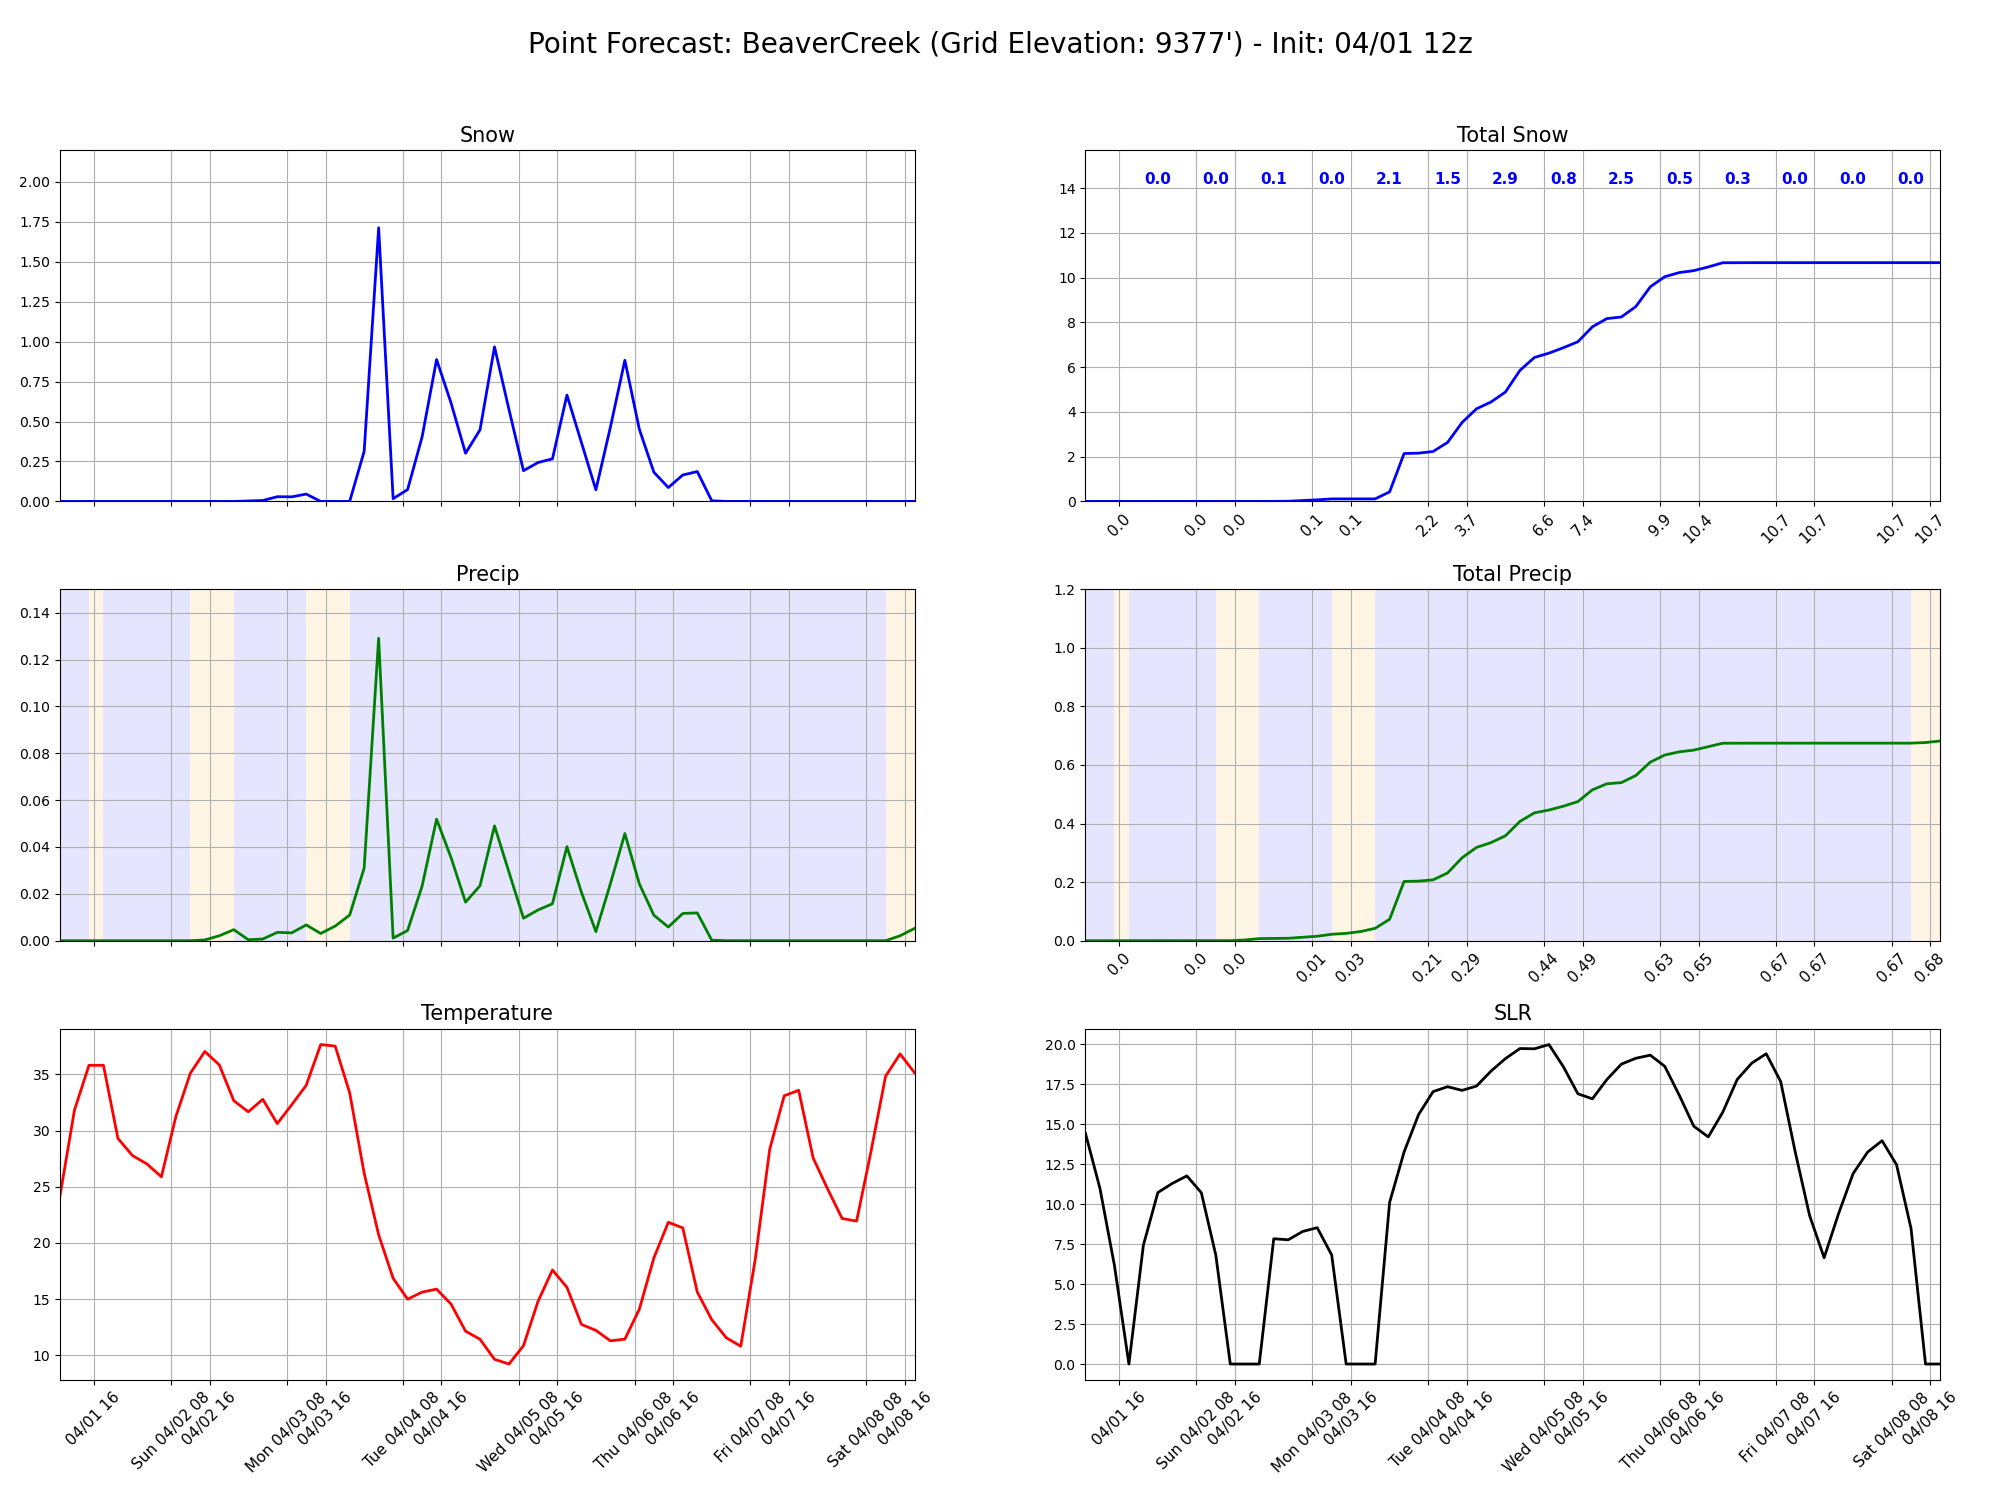 Point Forecast: BeaverCreek (Grid Elevation: 9377') - Init: 04/01 12z
Snow
2.00
1.75
1.50
1.25
1.00
0.75
0.50
0.25
0.00
Total Snow
0.0 0.0 0.1 0.0 2.1 1.5 2.9 0.8 2.5 0.5 0.3 0.0 0.0 0.0
14
12
10
8
6
4
2
0
0.0 0.0 0.0 0.1 0.1 2.2 3.7 6.6 7.4 9.9 10.4 10.7 10.7 10.7 10.7
Precip
0.14
0.12
0.10
0.08
0.06
0.04
0.02
0.00
Total Precip
1.2
1.0
0.8
0.6
0.4
0.2
0.0
0.0 0.0 0.0 0.01 0.03 0.21 0.29 0.44 0.49 0.63 0.65 0.67 0.67 0.67 0.68
Temperature
35
30
25
20
15
10
04/01 16
Sun 04/02 08
04/02 16
Mon 04/03 08
04/03 16
Tue 04/04 08
04/04 16
Wed 04/05 08
04/05 16
Thu 04/06 08
04/06 16
Fri 04/07 08
04/07 16
Sat 04/08 08
04/08 16
SLR
20.0
17.5
15.0
12.5
10.0
7.5
5.0
2.5
0.0
04/01 16
Sun 04/02 08
04/02 16
Mon 04/03 08
04/03 16
Tue 04/04 08
04/04 16
Wed 04/05 08
04/05 16
Thu 04/06 08
04/06 16
Fri 04/07 08
04/07 16
Sat 04/08 08
04/08 16